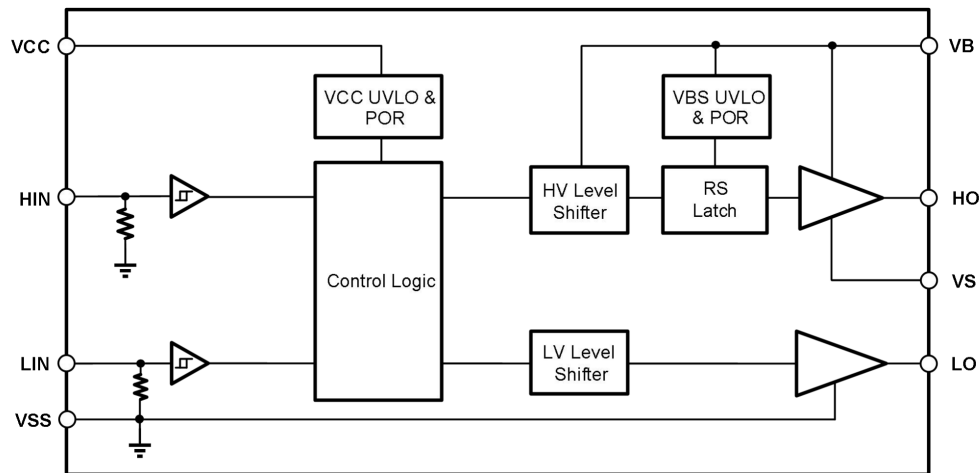 VCC
VB
VCC UVLO &
POR
VBS UVLO
& POR
HIN
HV Level
Shifter
RS
Latch
HO
Control Logic
VS
LIN
LV Level
Shifter
LO
VSS